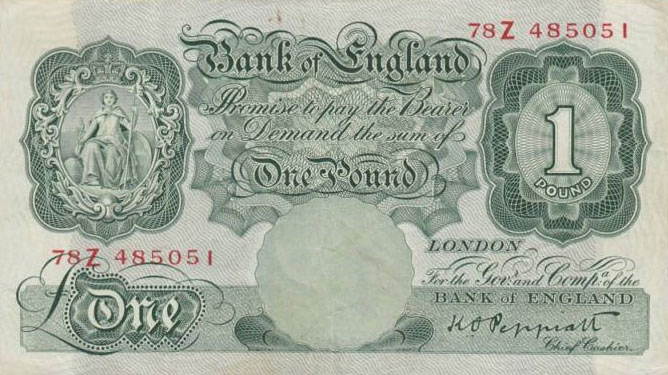 78Z 485051
Bank of England
Promise to pay the Bearer
on Demand the sum of
One Pound
1
POUND
78Z 485051
LONDON
For the Govr. and Compa. of the
BANK of ENGLAND
£One
K O Peppiatt
Chief Cashier.